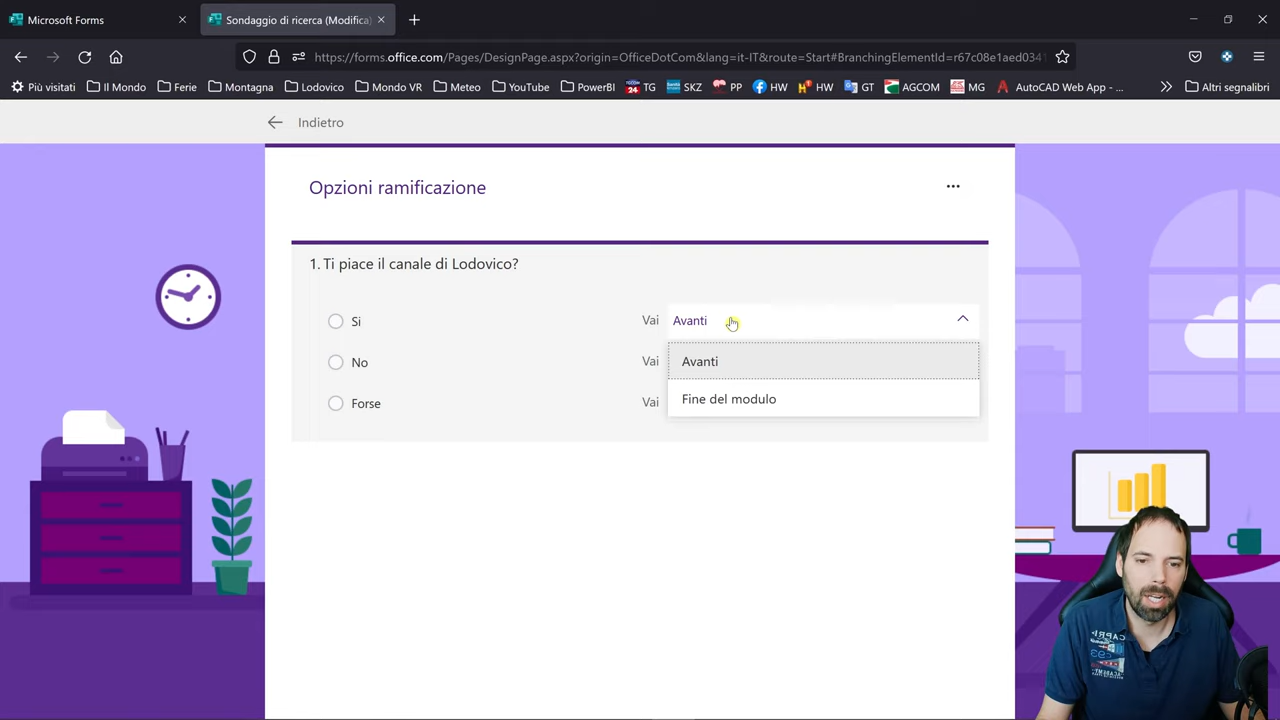 Microsoft Forms
Sondaggio di ricerca (Modifica)
https://forms.office.com/Pages/DesignPage.aspx?origin=OfficeDotCom&lang=it-IT&route=Start#BranchingElementId=r67c08e1aed034
Più visitati
Il Mondo
Ferie
Montagna
Lodovico
Mondo VR
Meteo
YouTube
PowerBI
TG
SKZ
PP
HW
HW
GT
AGCOM
MG
AutoCAD Web App - ...
Altri segnalibri
Indietro
Opzioni ramificazione
1. Ti piace il canale di Lodovico?
Si
Vai
Avanti
No
Vai
Avanti
Forse
Vai
Fine del modulo